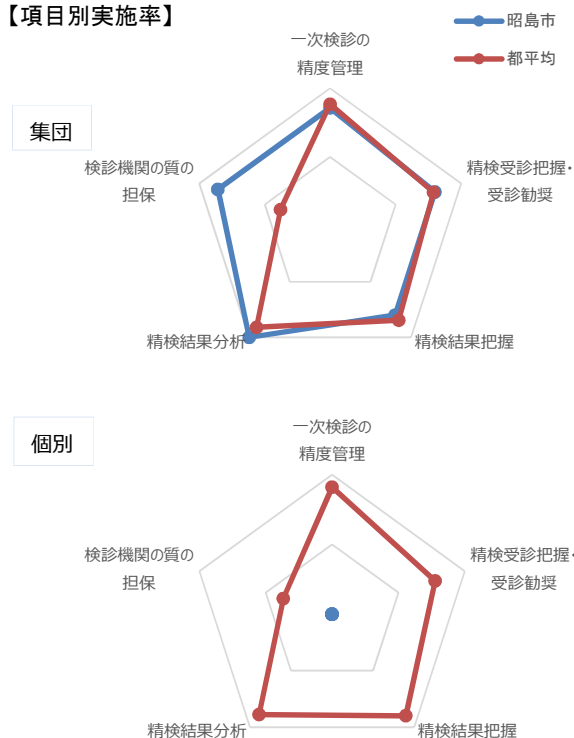 【項目別実施率】
昭島市
都平均
一次検診の
精度管理
集団
検診機関の質の
担保
精検受診把握・
受診勧奨
精検結果分析
精検結果把握
個別
一次検診の
精度管理
検診機関の質の
担保
精検受診把握・
受診勧奨
精検結果分析
精検結果把握